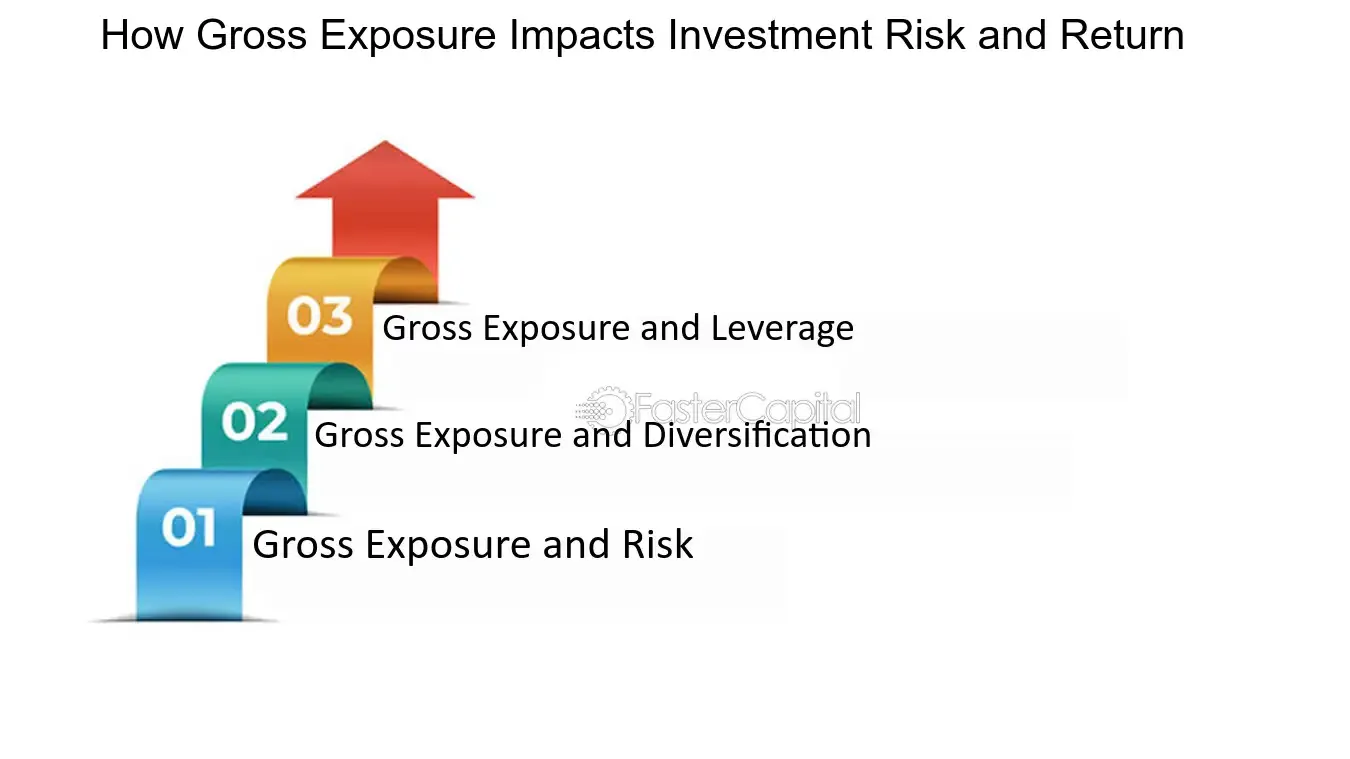 How Gross Exposure Impacts Investment Risk and Return
03
Gross Exposure and Leverage
FasterCapital
02
Gross Exposure and Diversification
01
Gross Exposure and Risk